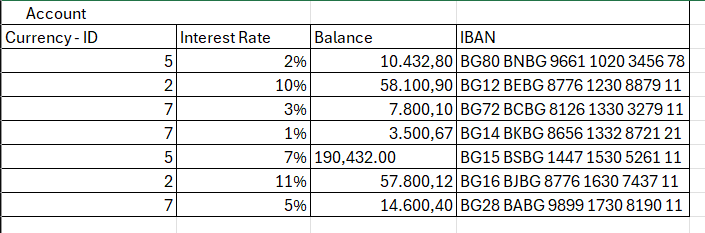 Account
Currency - ID Interest Rate Balance IBAN
5 2% 10.432,80 BG80 BNBG 9661 1020 3456 78
2 10% 58.100,90 BG12 BEBG 8776 1230 8879 11
7 3% 7.800,10 BG72 BCBG 8126 1330 3279 11
7 1% 3.500,67 BG14 BKBG 8656 1332 8721 21
5 7% 190,432.00 BG15 BSBG 1447 1530 5261 11
2 11% 57.800,12 BG16 BJBG 8776 1630 7437 11
7 5% 14.600,40 BG28 BABG 9899 1730 8190 11